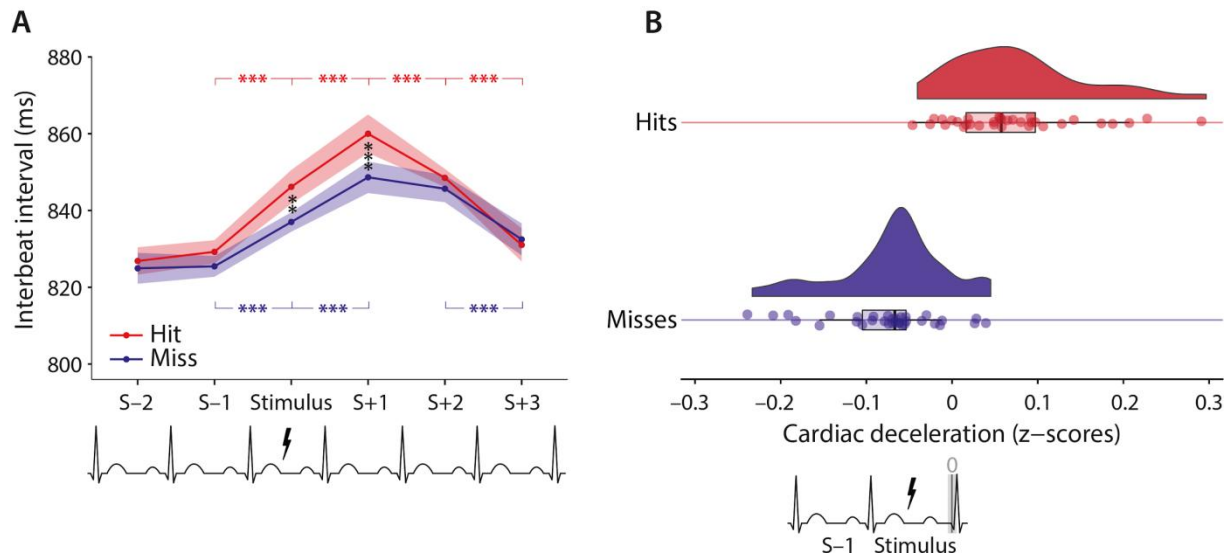 A
880
860
840
820
800
Interbeat interval (ms)
*** *** *** ***
**
***
*** *** ***
Hit
Miss
S−2 S−1 Stimulus S+1 S+2 S+3
B
Hits
Misses
−0.3 −0.2 −0.1 0 0.1 0.2 0.3
Cardiac deceleration (z−scores)
0
S−1 Stimulus